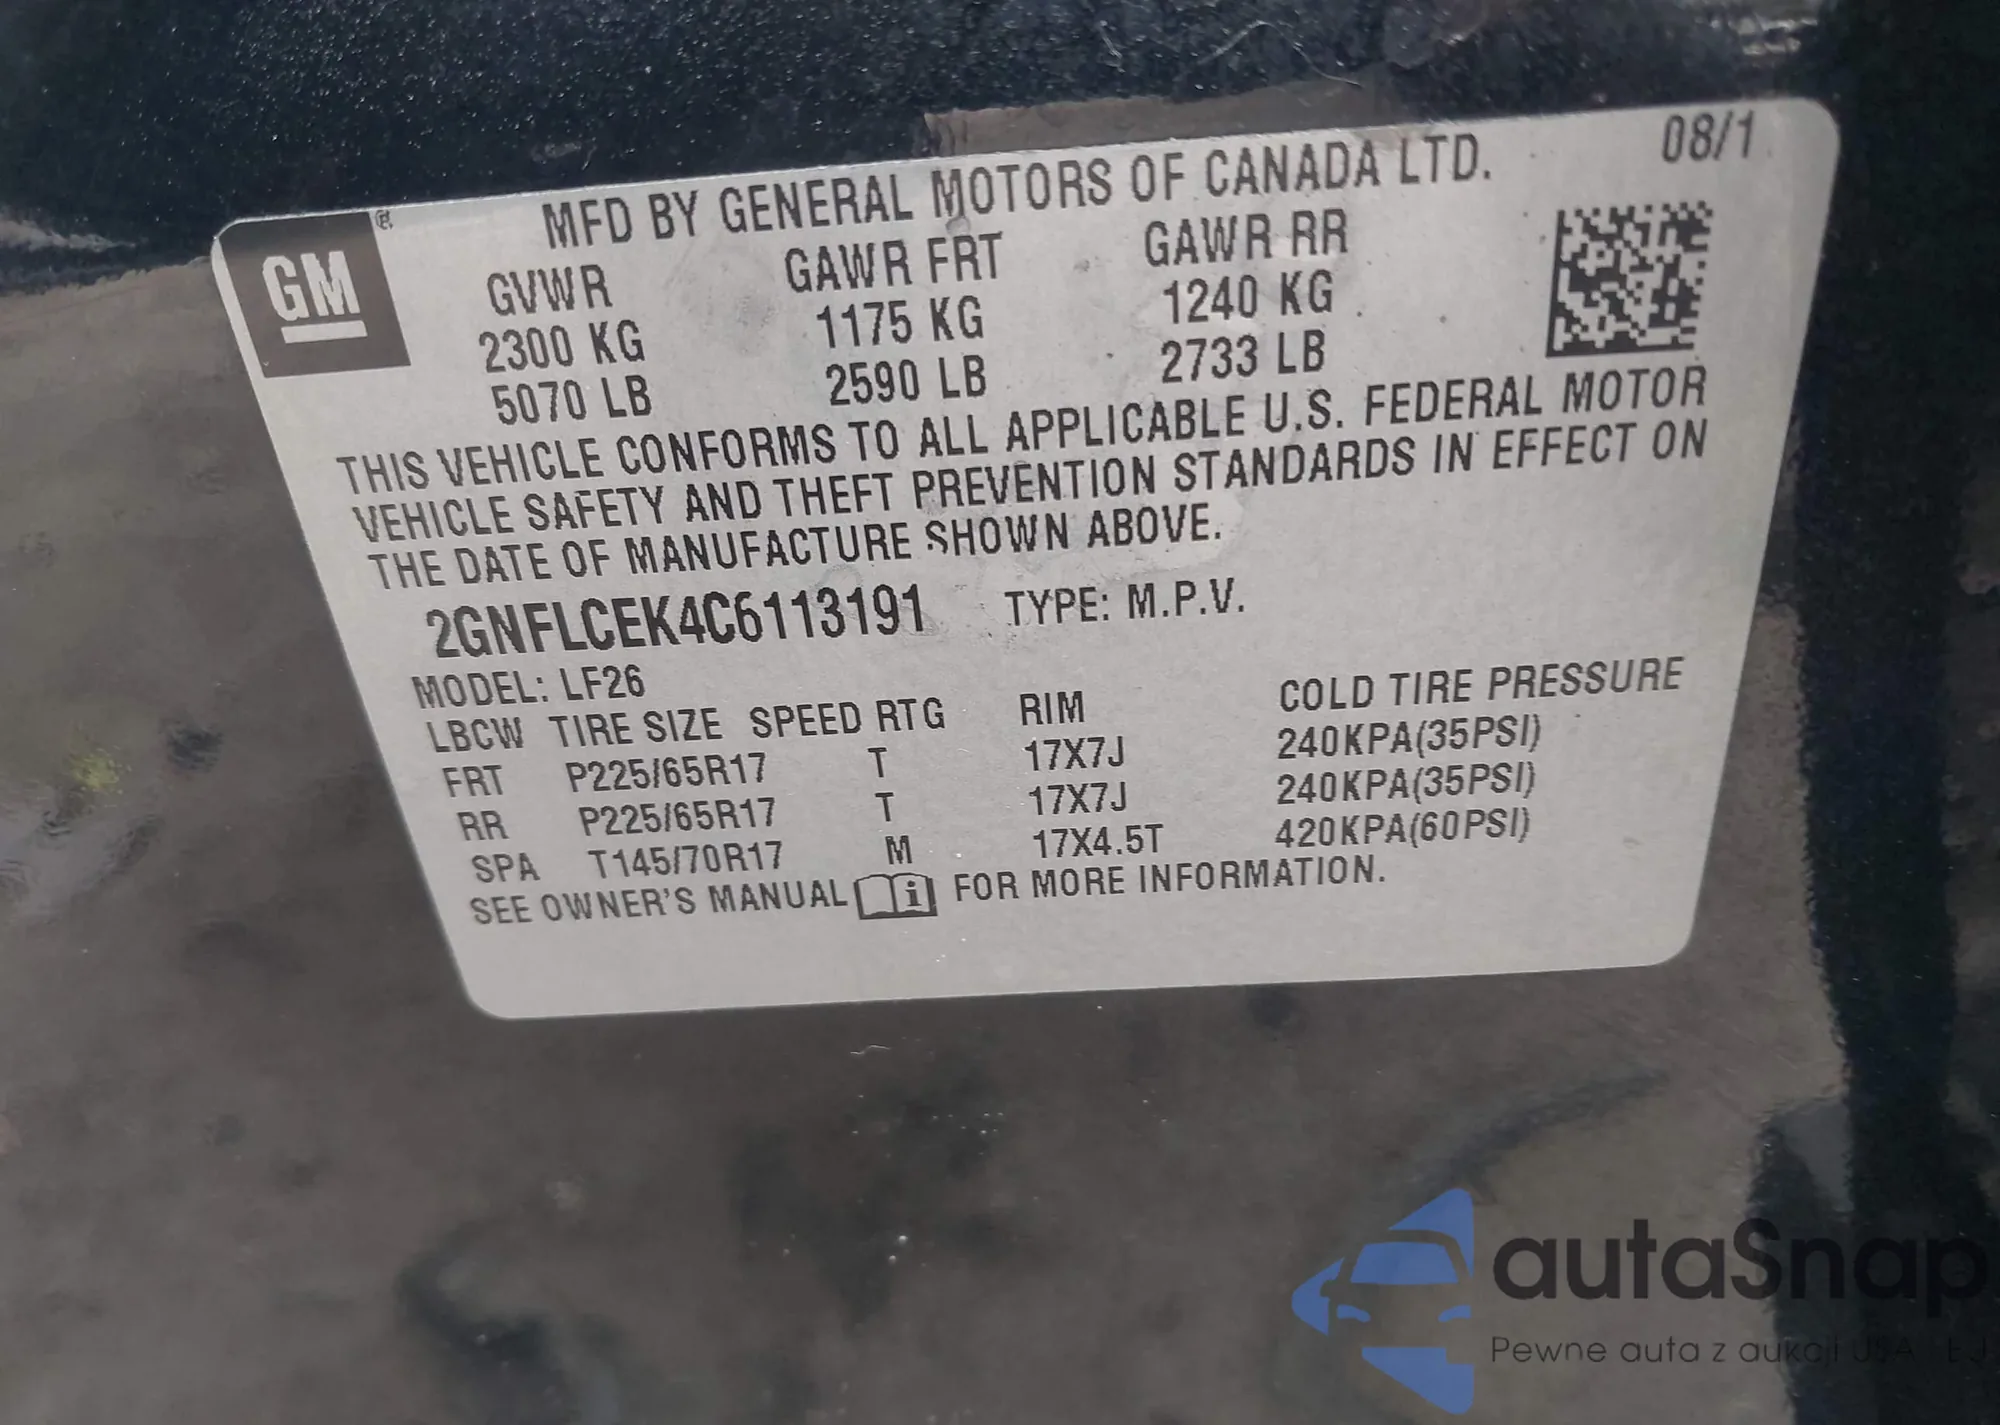 MFD BY GENERAL MOTORS OF CANADA LTD. 08/1
GM ®
GVWR GAWR FRT GAWR RR
2300 KG 1175 KG 1240 KG
5070 LB 2590 LB 2733 LB
THIS VEHICLE CONFORMS TO ALL APPLICABLE U.S. FEDERAL MOTOR
VEHICLE SAFETY AND THEFT PREVENTION STANDARDS IN EFFECT ON
THE DATE OF MANUFACTURE SHOWN ABOVE.
2GNFLCEK4C6113191 TYPE: M.P.V.
MODEL: LF26
LBCW TIRE SIZE SPEED RTG RIM COLD TIRE PRESSURE
FRT P225/65R17 T 17X7J 240KPA(35PSI)
RR P225/65R17 T 17X7J 240KPA(35PSI)
SPA T145/70R17 M 17X4.5T 420KPA(60PSI)
SEE OWNER'S MANUAL i FOR MORE INFORMATION.
autaSnap
Pewne auta z aukcji USA